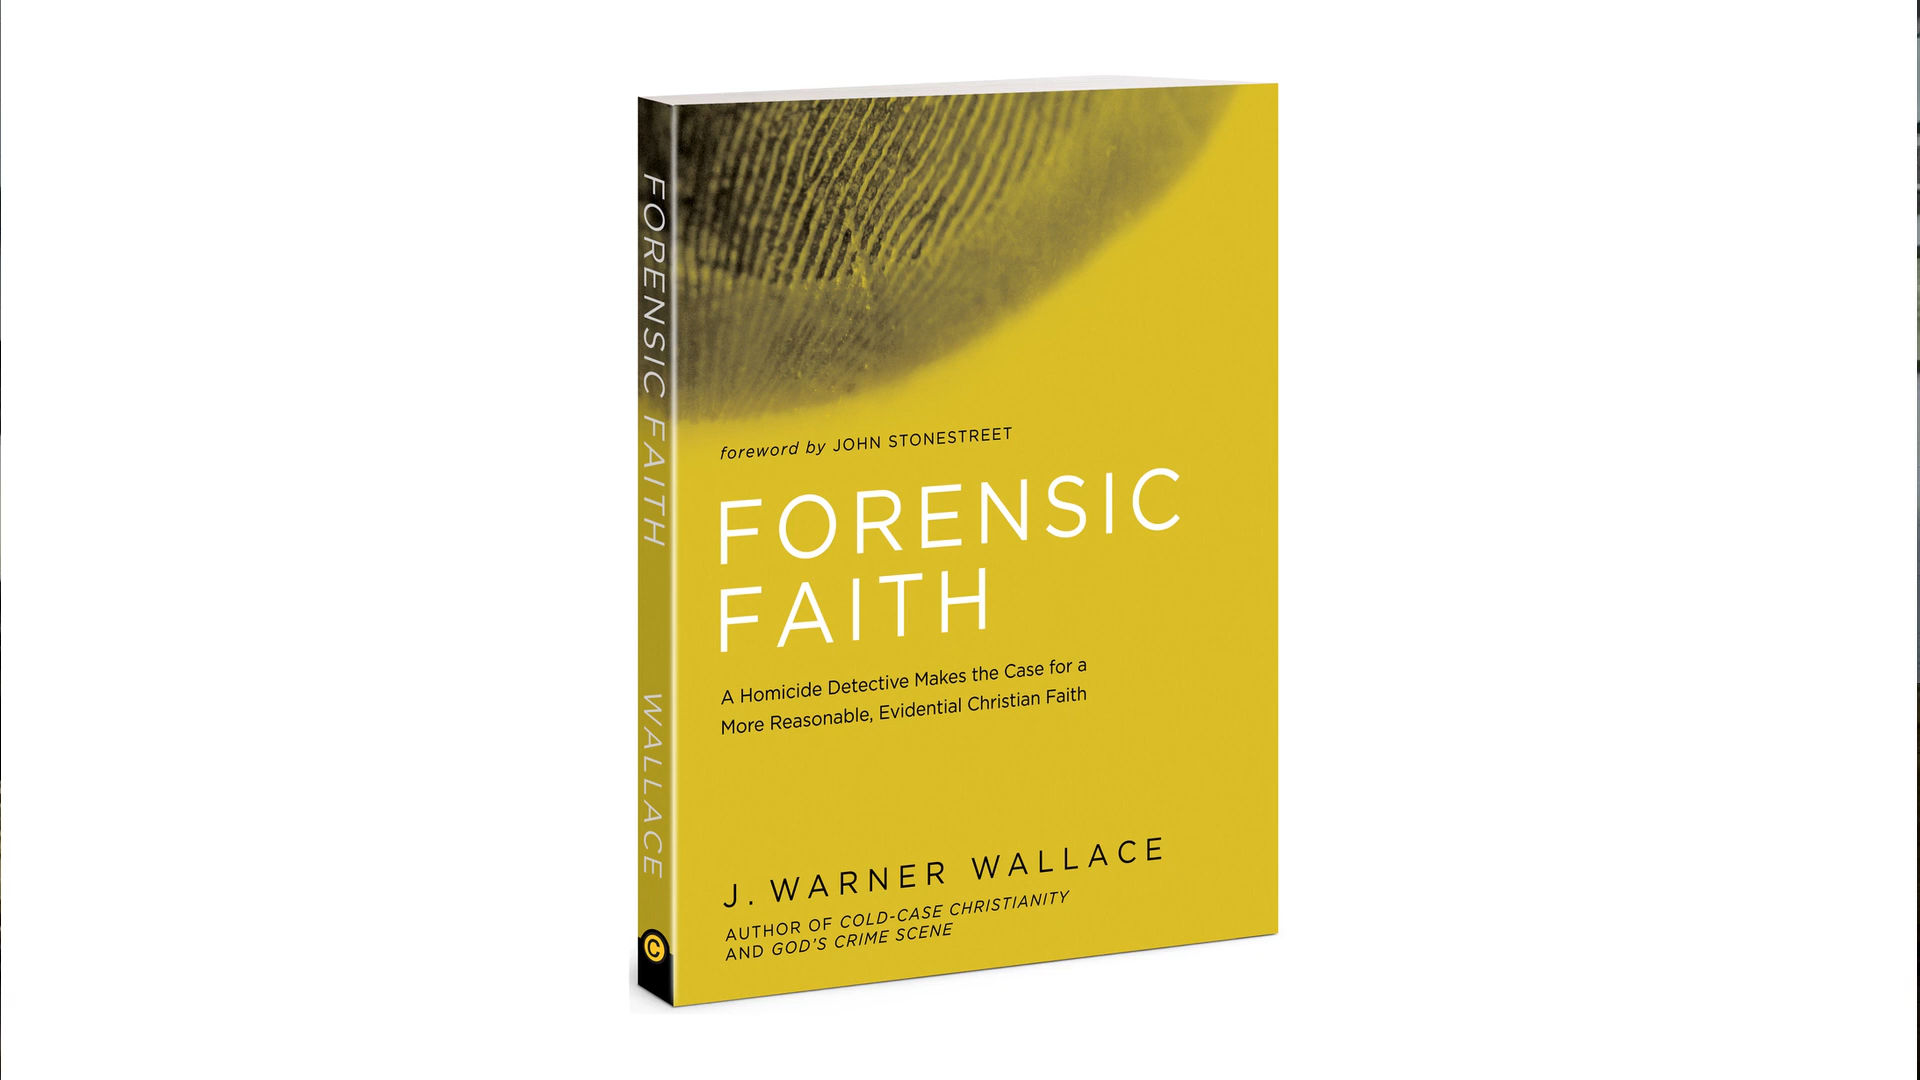 FORENSIC FAITH
WALLACE
C
foreword by JOHN STONESTREET
FORENSIC
FAITH
A Homicide Detective Makes the Case for a
More Reasonable, Evidential Christian Faith
J. WARNER WALLACE
AUTHOR OF COLD-CASE CHRISTIANITY
AND GOD'S CRIME SCENE